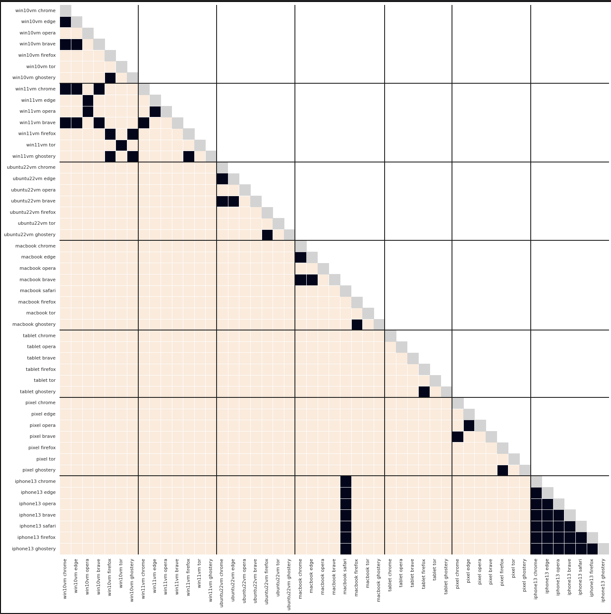 win10vm chrome
win10vm edge
win10vm opera
win10vm brave
win10vm firefox
win10vm tor
win10vm ghostery
win11vm chrome
win11vm edge
win11vm opera
win11vm brave
win11vm firefox
win11vm tor
win11vm ghostery
ubuntu22vm chrome
ubuntu22vm edge
ubuntu22vm opera
ubuntu22vm brave
ubuntu22vm firefox
ubuntu22vm tor
ubuntu22vm ghostery
macbook chrome
macbook edge
macbook opera
macbook brave
macbook safari
macbook firefox
macbook tor
macbook ghostery
tablet chrome
tablet opera
tablet brave
tablet firefox
tablet tor
tablet ghostery
pixel chrome
pixel edge
pixel opera
pixel brave
pixel firefox
pixel tor
pixel ghostery
iphone13 chrome
iphone13 edge
iphone13 opera
iphone13 brave
iphone13 safari
iphone13 firefox
iphone13 ghostery
win10vm chrome
win10vm edge
win10vm opera
win10vm brave
win10vm firefox
win10vm tor
win10vm ghostery
win11vm chrome
win11vm edge
win11vm opera
win11vm brave
win11vm firefox
win11vm tor
win11vm ghostery
ubuntu22vm chrome
ubuntu22vm edge
ubuntu22vm opera
ubuntu22vm brave
ubuntu22vm firefox
ubuntu22vm tor
ubuntu22vm ghostery
macbook chrome
macbook edge
macbook opera
macbook brave
macbook safari
macbook firefox
macbook tor
macbook ghostery
tablet chrome
tablet opera
tablet brave
tablet firefox
tablet tor
tablet ghostery
pixel chrome
pixel edge
pixel opera
pixel brave
pixel firefox
pixel tor
pixel ghostery
iphone13 chrome
iphone13 edge
iphone13 opera
iphone13 brave
iphone13 safari
iphone13 firefox
iphone13 ghostery